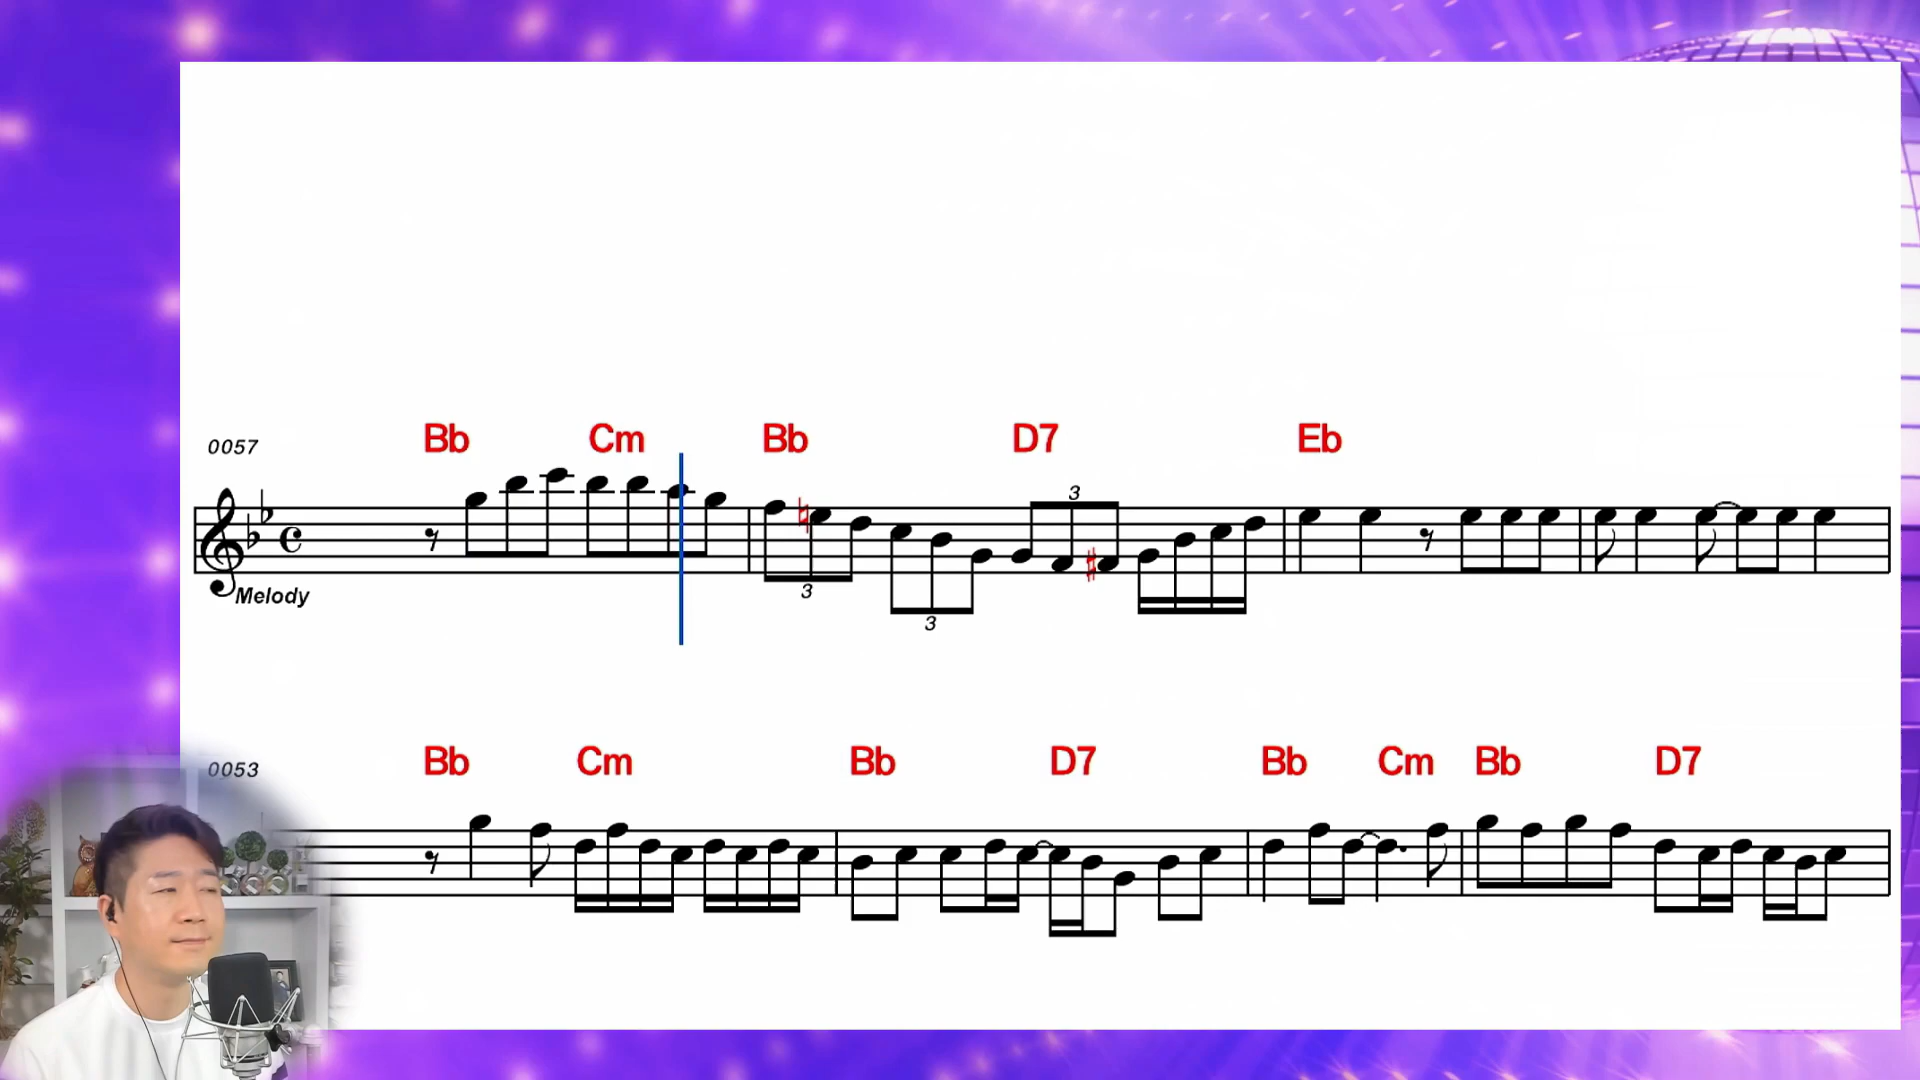 Bb Cm Bb D7 Eb
0057
3
Melody
3
3
Bb Cm Bb D7 Bb Cm Bb D7
0053